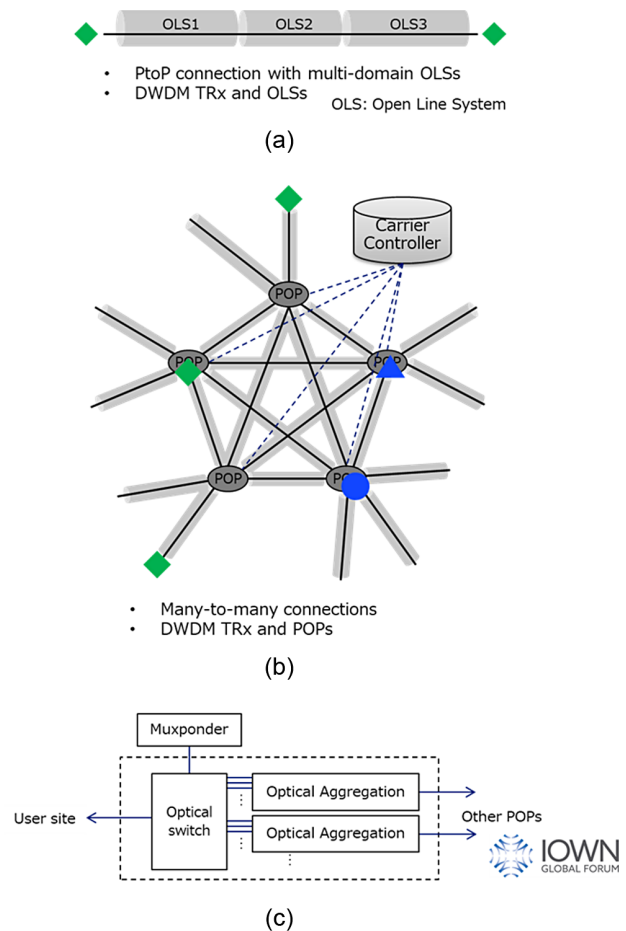 OLS1 OLS2 OLS3
• PtoP connection with multi-domain OLSs
• DWDM TRx and OLSs
OLS: Open Line System
(a)
Carrier
Controller
POP
POP
POP
POP
POP
• Many-to-many connections
• DWDM TRx and POPs
(b)
Muxponder
Optical Aggregation
User site
Optical
switch
Other POPs
Optical Aggregation
IOWN
GLOBAL FORUM
(c)